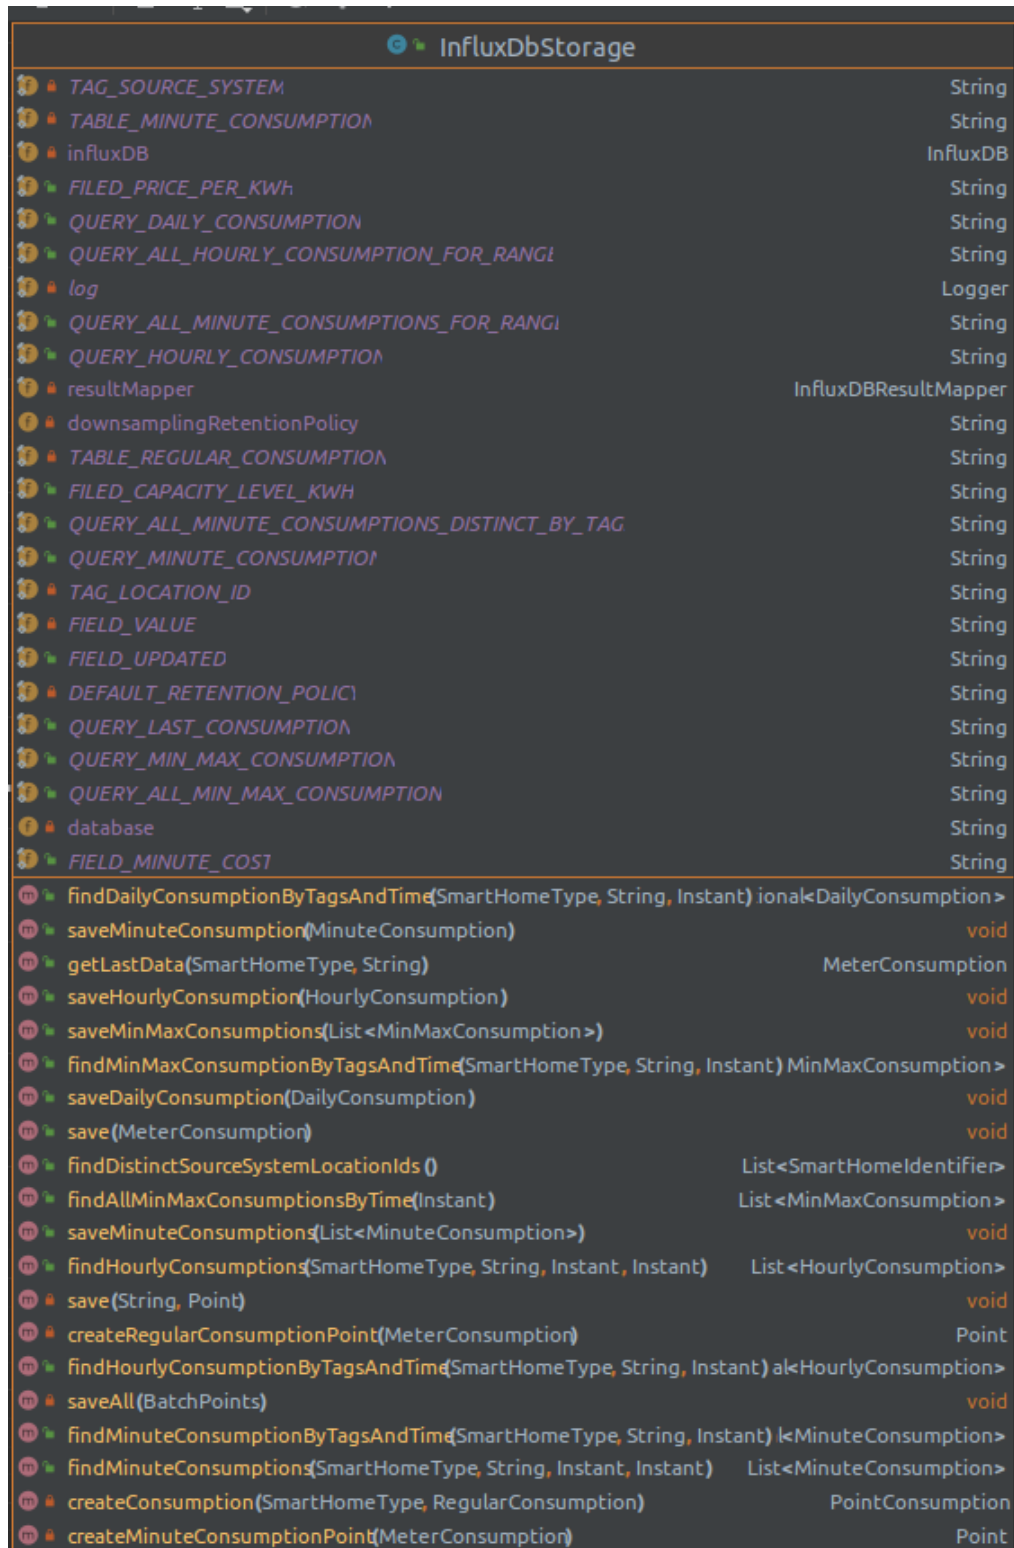 InfluxDbStorage
TAG_SOURCE_SYSTEM String
TABLE_MINUTE_CONSUMPTION String
influxDB InfluxDB
FILED_PRICE_PER_KWH String
QUERY_DAILY_CONSUMPTION String
QUERY_ALL_HOURLY_CONSUMPTION_FOR_RANGE String
log Logger
QUERY_ALL_MINUTE_CONSUMPTIONS_FOR_RANGE String
QUERY_HOURLY_CONSUMPTION String
resultMapper InfluxDBResultMapper
downsamplingRetentionPolicy String
TABLE_REGULAR_CONSUMPTION String
FILED_CAPACITY_LEVEL_KWH String
QUERY_ALL_MINUTE_CONSUMPTIONS_DISTINCT_BY_TAG String
QUERY_MINUTE_CONSUMPTION String
TAG_LOCATION_ID String
FIELD_VALUE String
FIELD_UPDATED String
DEFAULT_RETENTION_POLICY String
QUERY_LAST_CONSUMPTION String
QUERY_MIN_MAX_CONSUMPTION String
QUERY_ALL_MIN_MAX_CONSUMPTION String
database String
FIELD_MINUTE_COST String
findDailyConsumptionByTagsAndTime(SmartHomeType, String, Instant) ional<DailyConsumption>
saveMinuteConsumption(MinuteConsumption) void
getLastData(SmartHomeType, String) MeterConsumption
saveHourlyConsumption(HourlyConsumption) void
saveMinMaxConsumptions(List<MinMaxConsumption>) void
findMinMaxConsumptionByTagsAndTime(SmartHomeType, String, Instant) MinMaxConsumption>
saveDailyConsumption(DailyConsumption) void
save(MeterConsumption) void
findDistinctSourceSystemLocationIds() List<SmartHomeIdentifier>
findAllMinMaxConsumptionsByTime(Instant) List<MinMaxConsumption>
saveMinuteConsumptions(List<MinuteConsumption>) void
findHourlyConsumptions(SmartHomeType, String, Instant, Instant) List<HourlyConsumption>
save(String, Point) void
createRegularConsumptionPoint(MeterConsumption) Point
findHourlyConsumptionByTagsAndTime(SmartHomeType, String, Instant) al<HourlyConsumption>
saveAll(BatchPoints) void
findMinuteConsumptionByTagsAndTime(SmartHomeType, String, Instant) l<MinuteConsumption>
findMinuteConsumptions(SmartHomeType, String, Instant, Instant) List<MinuteConsumption>
createConsumption(SmartHomeType, RegularConsumption) PointConsumption
createMinuteConsumptionPoint(MeterConsumption) Point